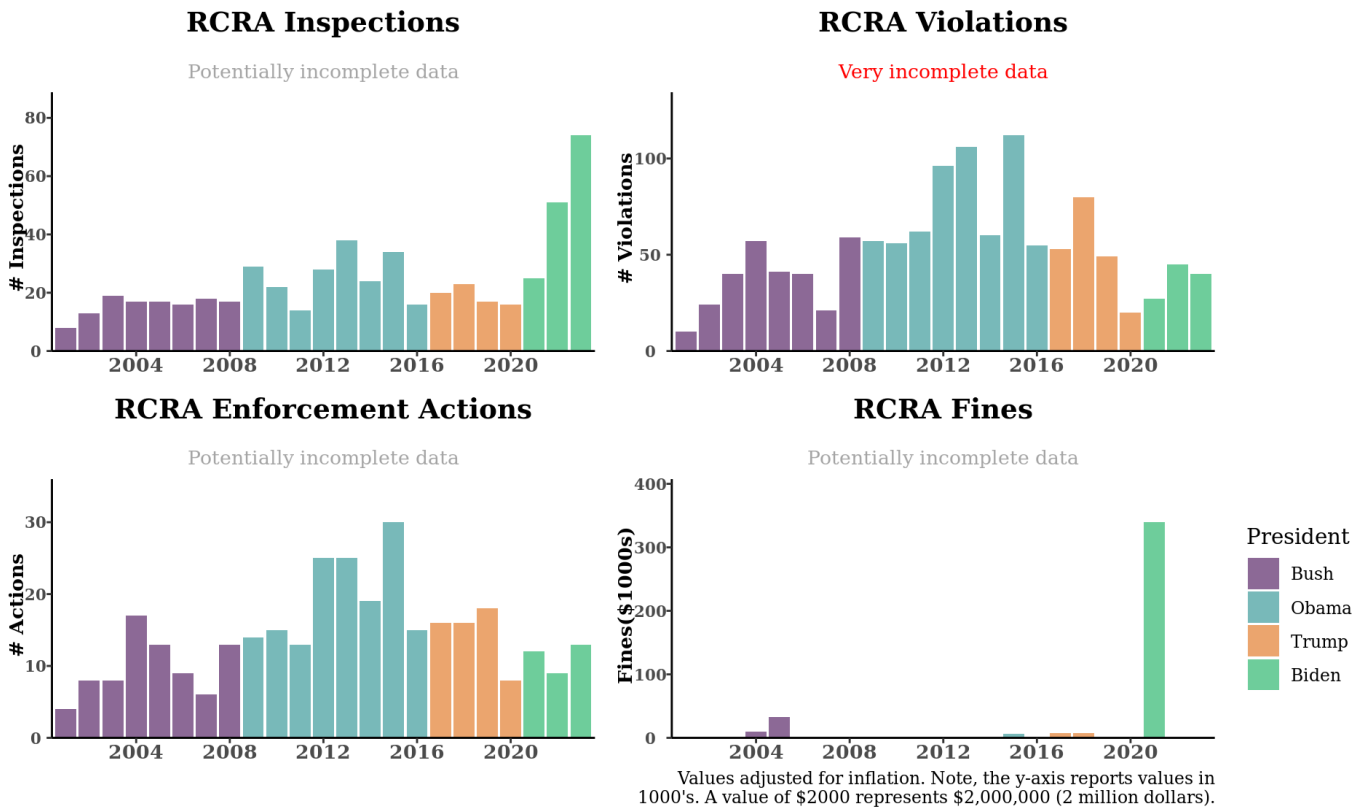 RCRA Inspections
Potentially incomplete data
# Inspections
80
60
40
20
0
2004 2008 2012 2016 2020
RCRA Violations
Very incomplete data
# Violations
100
50
0
2004 2008 2012 2016 2020
RCRA Enforcement Actions
Potentially incomplete data
# Actions
30
20
10
0
2004 2008 2012 2016 2020
RCRA Fines
Potentially incomplete data
Fines($1000s)
400
300
200
100
0
2004 2008 2012 2016 2020
President
Bush
Obama
Trump
Biden
Values adjusted for inflation. Note, the y-axis reports values in
1000's. A value of $2000 represents $2,000,000 (2 million dollars).